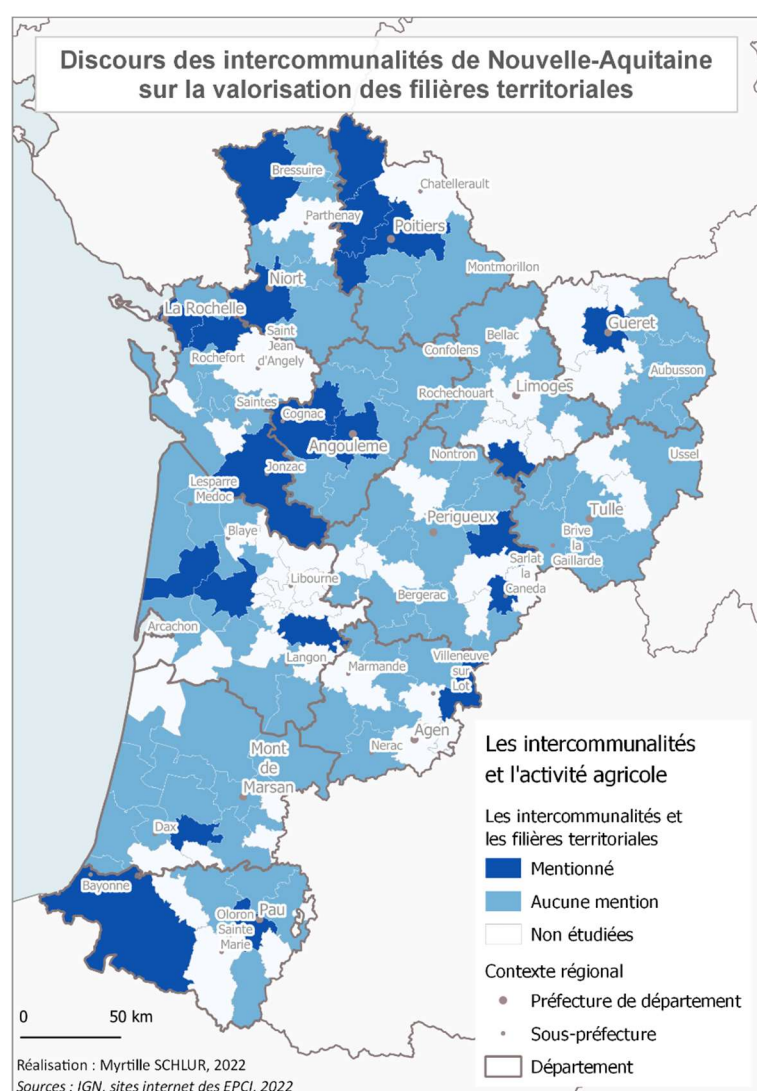 Discours des intercommunalités de Nouvelle-Aquitaine
sur la valorisation des filières territoriales
Bressuire
Chatellerault
Parthenay
Poitiers
Montmorillon
Niort
La Rochelle
Saint
Jean
d'Angely
Rochefort
Bellac
Gueret
Confolens
Aubusson
Rochechouart
Limoges
Saintes
Cognac
Angouleme
Nontron
Ussel
Jonzac
Lesparre
Medoc
Tulle
Perigueux
Blaye
Brive
la
Gaillarde
Sarlat
la
Caneda
Libourne
Bergerac
Arcachon
Langon
Villeneuve
sur
Lot
Marmande
Agen
Nerac
Mont
de
Marsan
Dax
Bayonne
Oloron
Sainte
Marie
Pau
Les intercommunalités
et l'activité agricole
Les intercommunalités et
les filières territoriales
Mentionné
Aucune mention
Non étudiées
Contexte régional
Préfecture de département
Sous-préfecture
Département
0 50 km
Réalisation : Myrtille SCHLUR, 2022
Sources : IGN, sites internet des EPCI, 2022